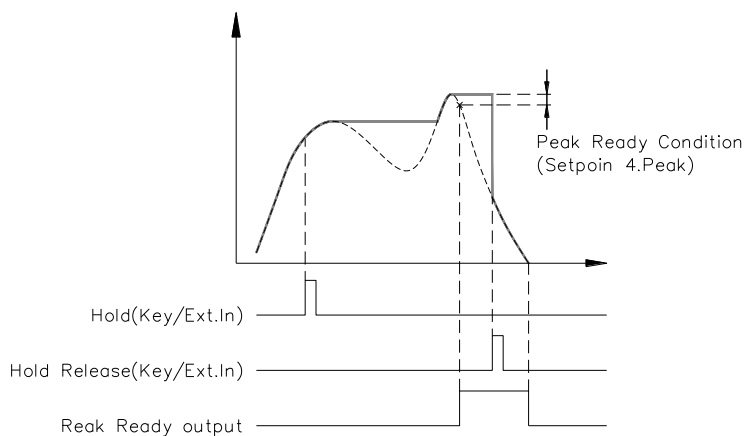 Peak Ready Condition
(Setpoin 4.Peak)
Hold(Key/Ext.In)
Hold Release(Key/Ext.In)
Reak Ready output